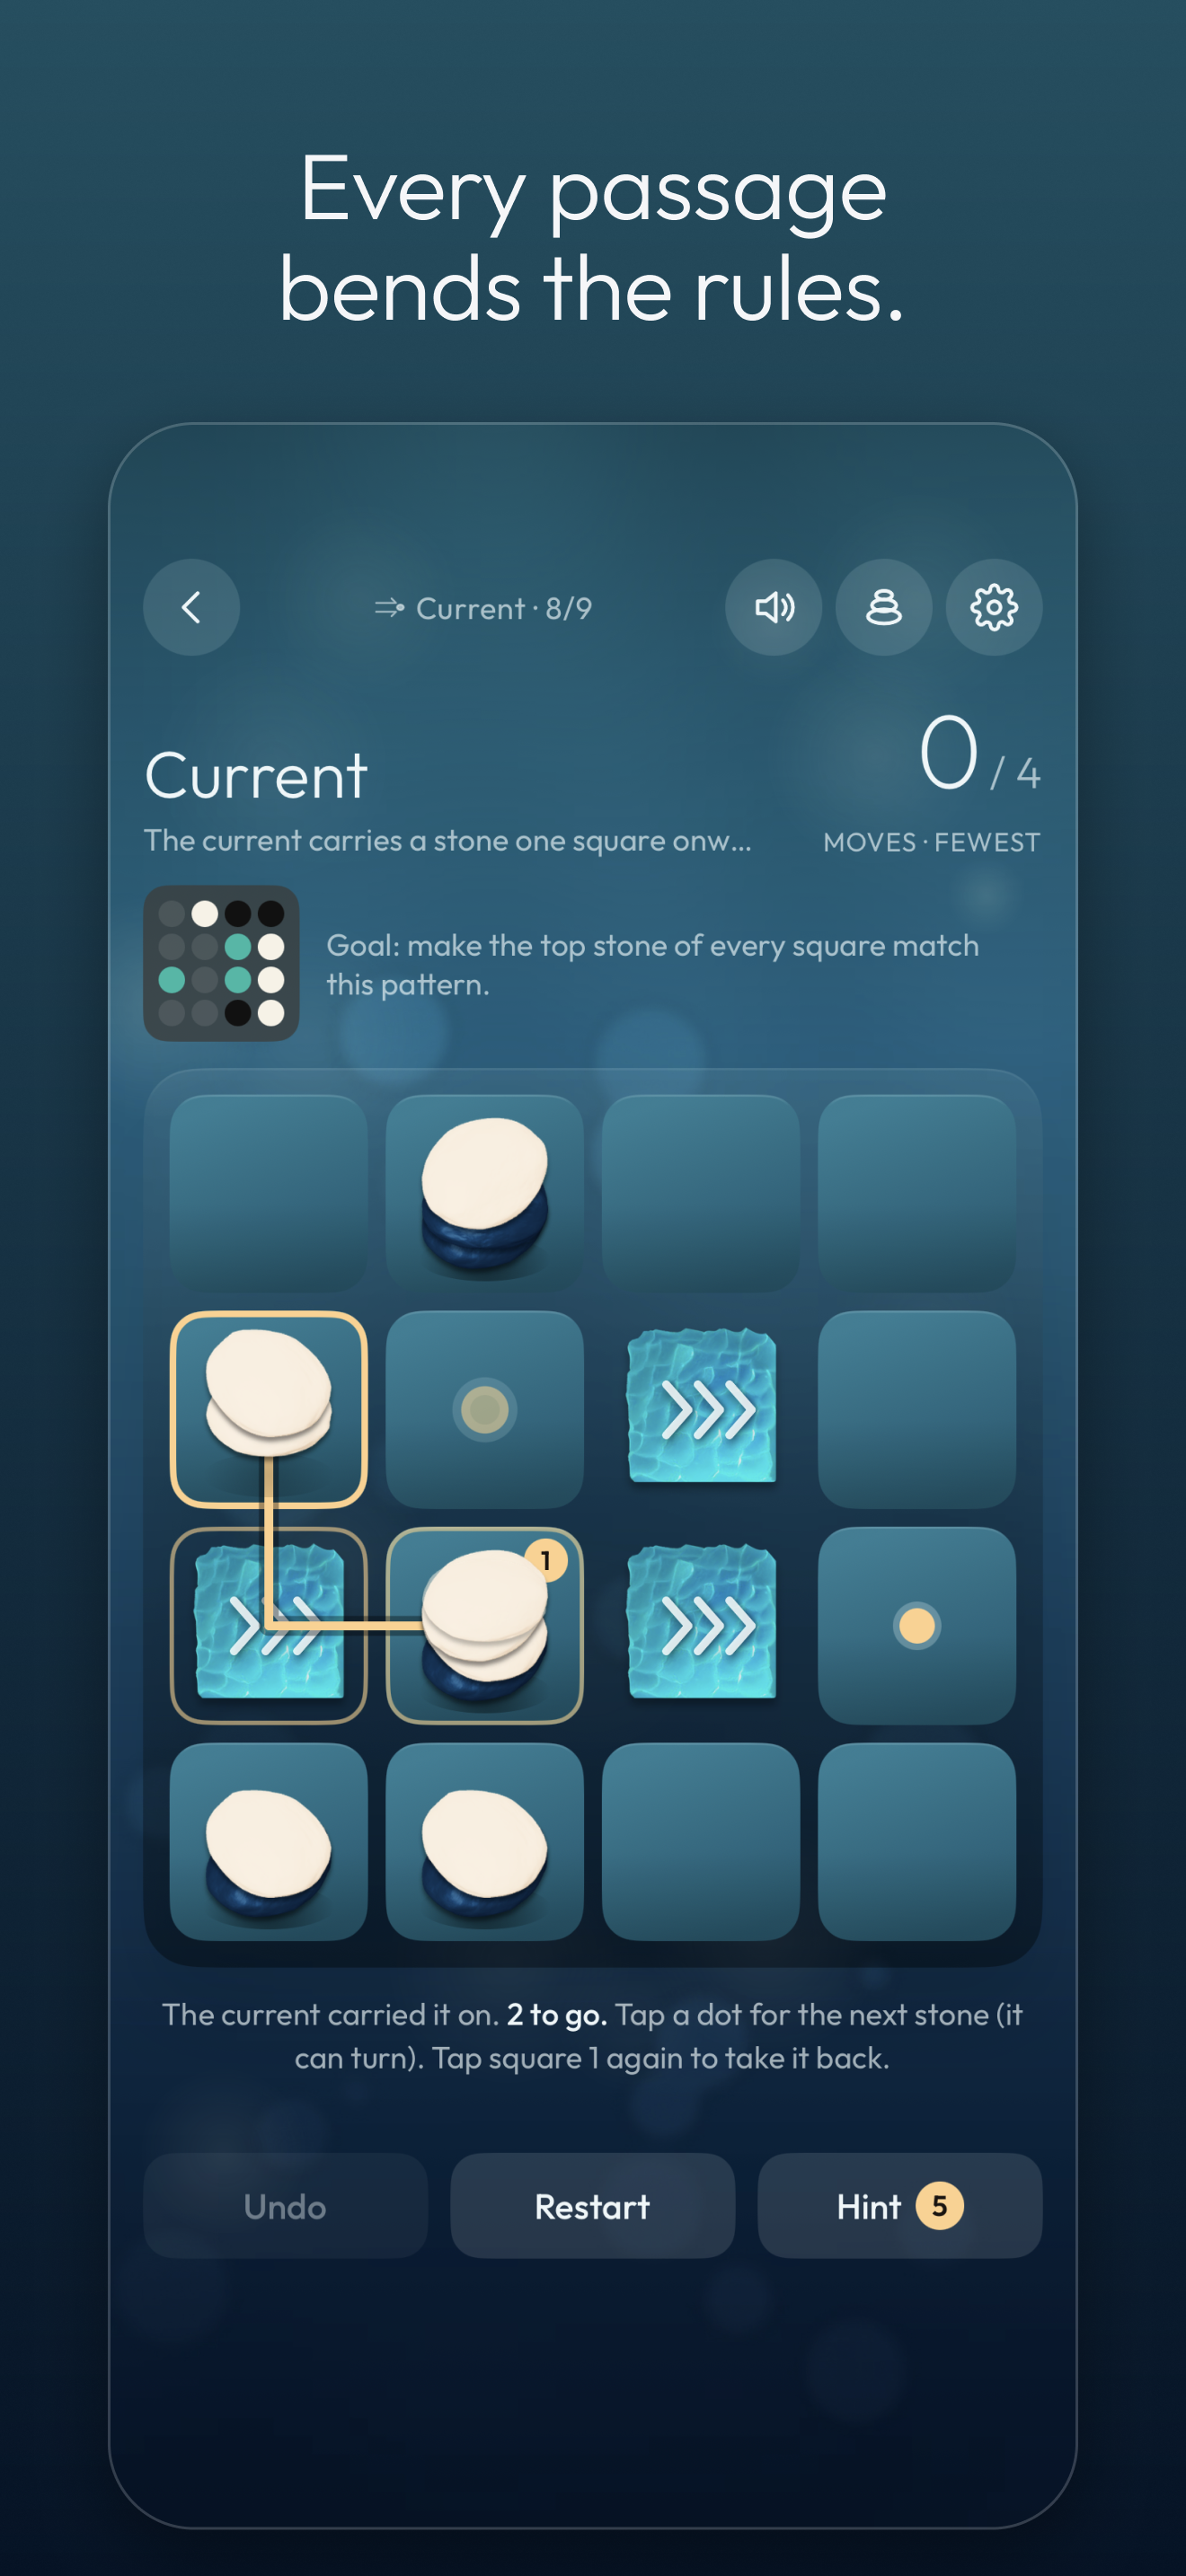 Every passage
bends the rules.
Current · 8/9
Current
0 / 4
The current carries a stone one square onw...
MOVES · FEWEST
Goal: make the top stone of every square match
this pattern.
1
The current carried it on. 2 to go. Tap a dot for the next stone (it
can turn). Tap square 1 again to take it back.
Undo
Restart
Hint 5